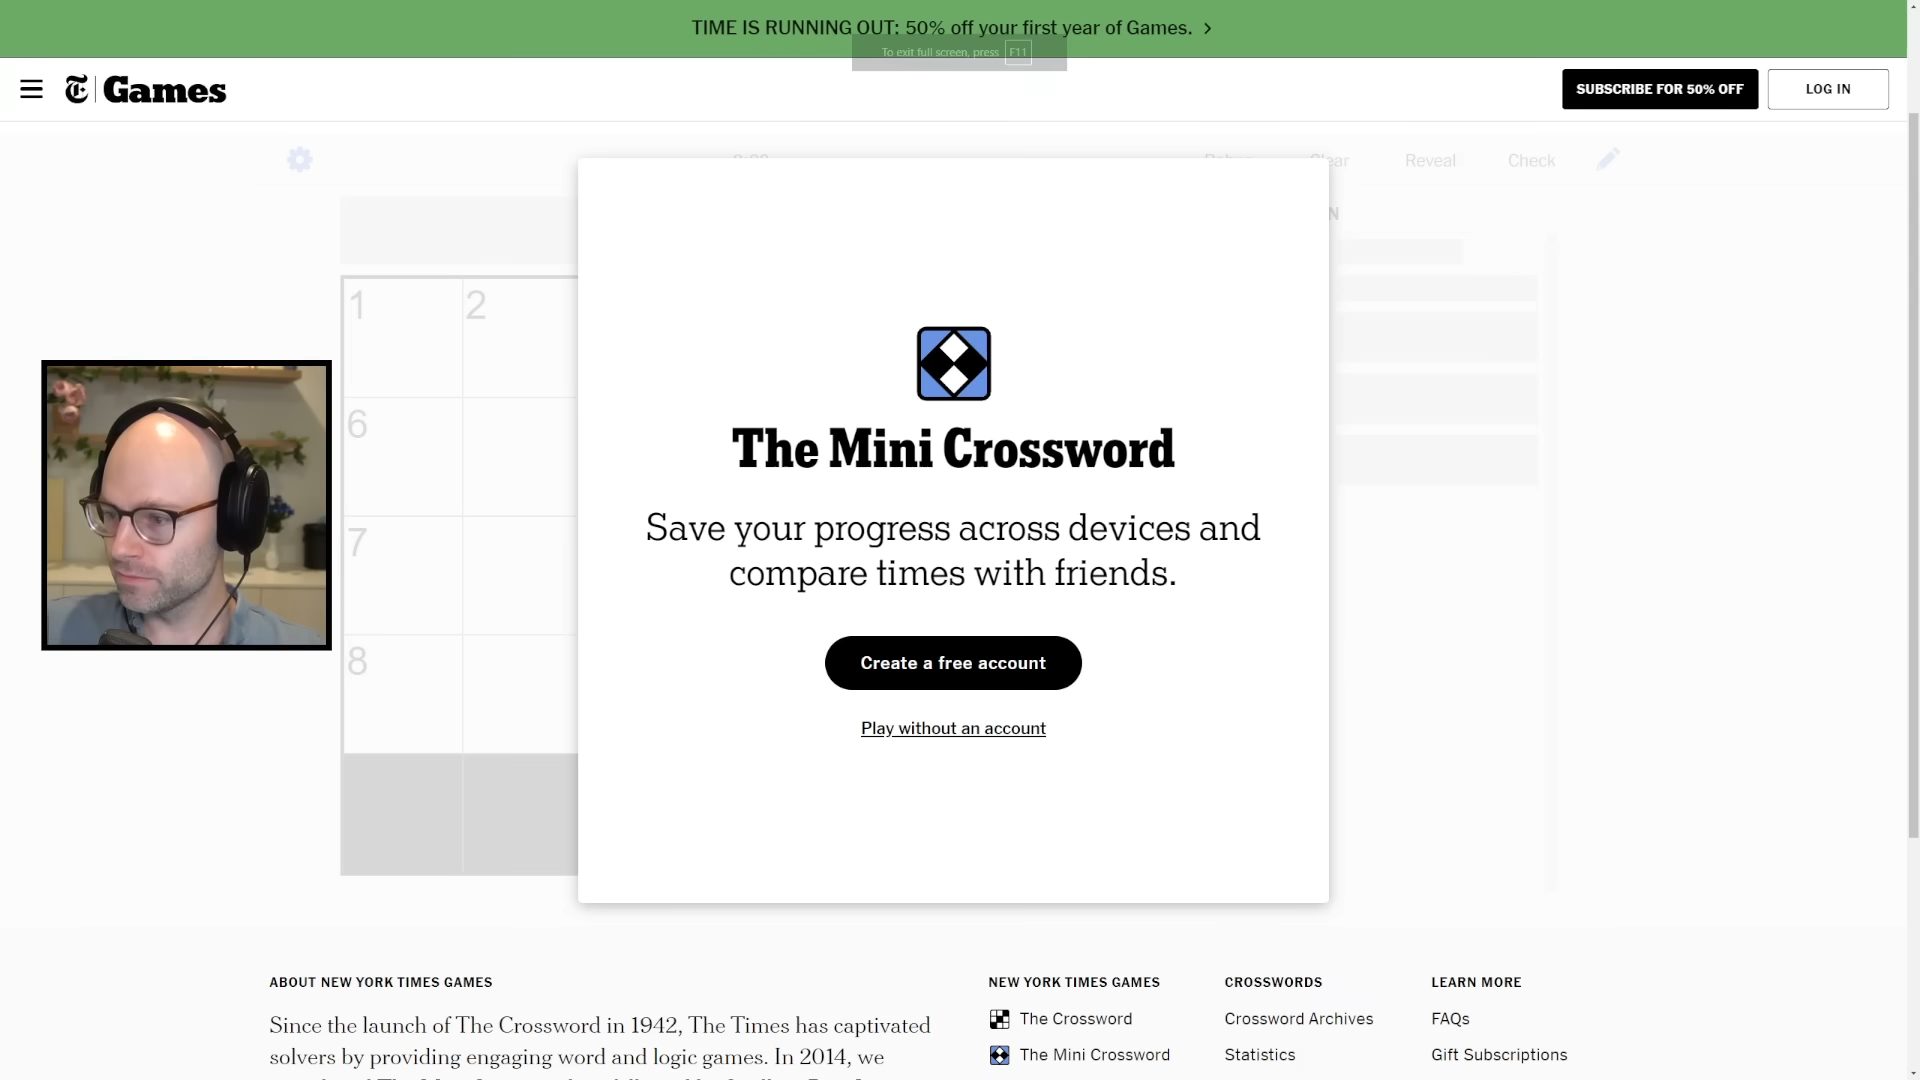 TIME IS RUNNING OUT: 50% off your first year of Games.
To exit full screen, press F11
Games
SUBSCRIBE FOR 50% OFF
LOG IN
Reveal
Check
1
2
6
7
8
The Mini Crossword
Save your progress across devices and
compare times with friends.
Create a free account
Play without an account
ABOUT NEW YORK TIMES GAMES
Since the launch of The Crossword in 1942, The Times has captivated
solvers by providing engaging word and logic games. In 2014, we
NEW YORK TIMES GAMES
The Crossword
The Mini Crossword
CROSSWORDS
Crossword Archives
Statistics
LEARN MORE
FAQs
Gift Subscriptions